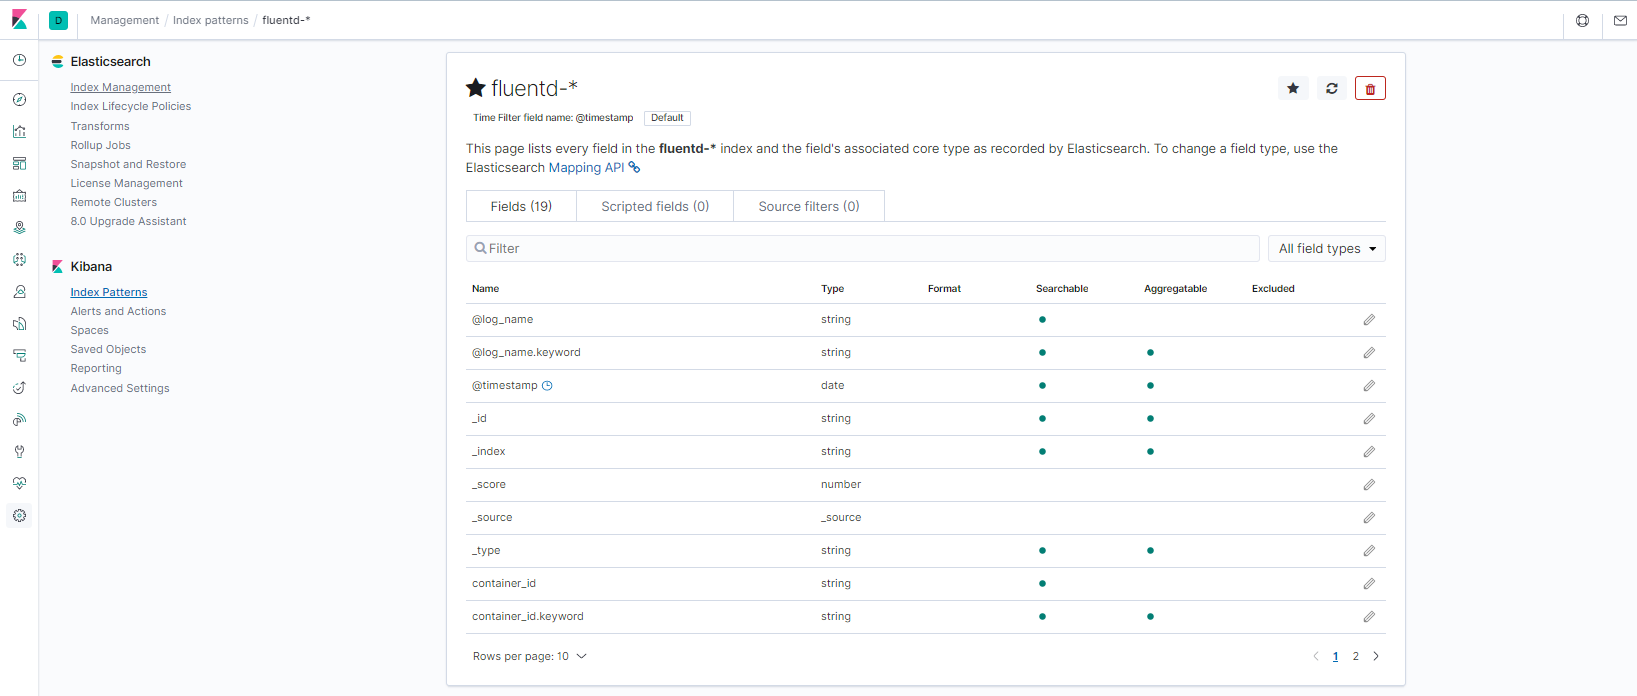 D
Management / Index patterns / fluentd-*
Elasticsearch
Index Management
Index Lifecycle Policies
Transforms
Rollup Jobs
Snapshot and Restore
License Management
Remote Clusters
8.0 Upgrade Assistant
Kibana
Index Patterns
Alerts and Actions
Spaces
Saved Objects
Reporting
Advanced Settings
fluentd-*
Time Filter field name: @timestamp Default
This page lists every field in the fluentd-* index and the field's associated core type as recorded by Elasticsearch. To change a field type, use the
Elasticsearch Mapping API
Fields (19) Scripted fields (0) Source filters (0)
Filter All field types
Name Type Format Searchable Aggregatable Excluded
@log_name string
@log_name.keyword string
@timestamp date
_id string
_index string
_score number
_source _source
_type string
container_id string
container_id.keyword string
Rows per page: 10 < 1 2 >